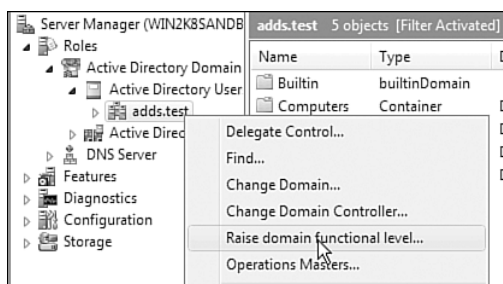 Server Manager (WIN2K8SANDB
Roles
Active Directory Domain
Active Directory User
adds.test
Active Direc
DNS Server
Features
Diagnostics
Configuration
Storage
adds.test 5 objects [Filter Activated]
Name Type
Builtin builtinDomain
Computers Container
Delegate Control...
Find...
Change Domain...
Change Domain Controller...
Raise domain functional level...
Operations Masters...